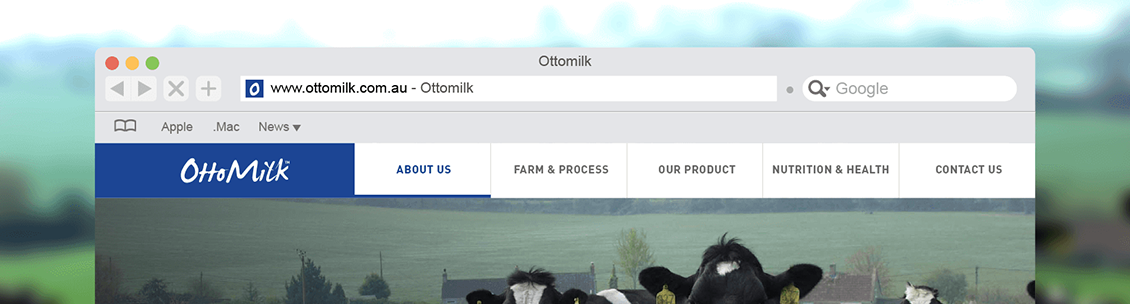 Ottomilk
www.ottomilk.com.au - Ottomilk
Google
Apple .Mac News
OttoMilk™ ABOUT US FARM & PROCESS OUR PRODUCT NUTRITION & HEALTH CONTACT US